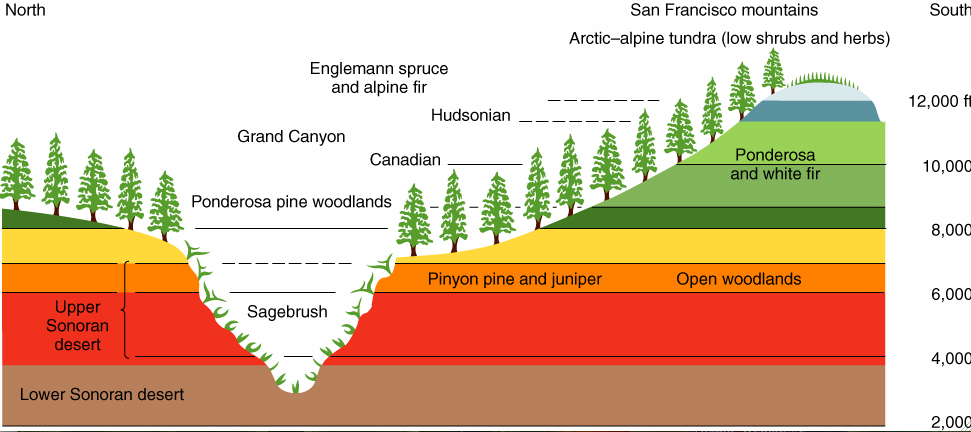 North
San Francisco mountains
South
Arctic–alpine tundra (low shrubs and herbs)
Englemann spruce
and alpine fir
12,000 ft
Hudsonian
Grand Canyon
Canadian
Ponderosa
and white fir
10,000
Ponderosa pine woodlands
8,000
Pinyon pine and juniper
Open woodlands
6,000
Upper
Sonoran
desert
Sagebrush
4,000
Lower Sonoran desert
2,000